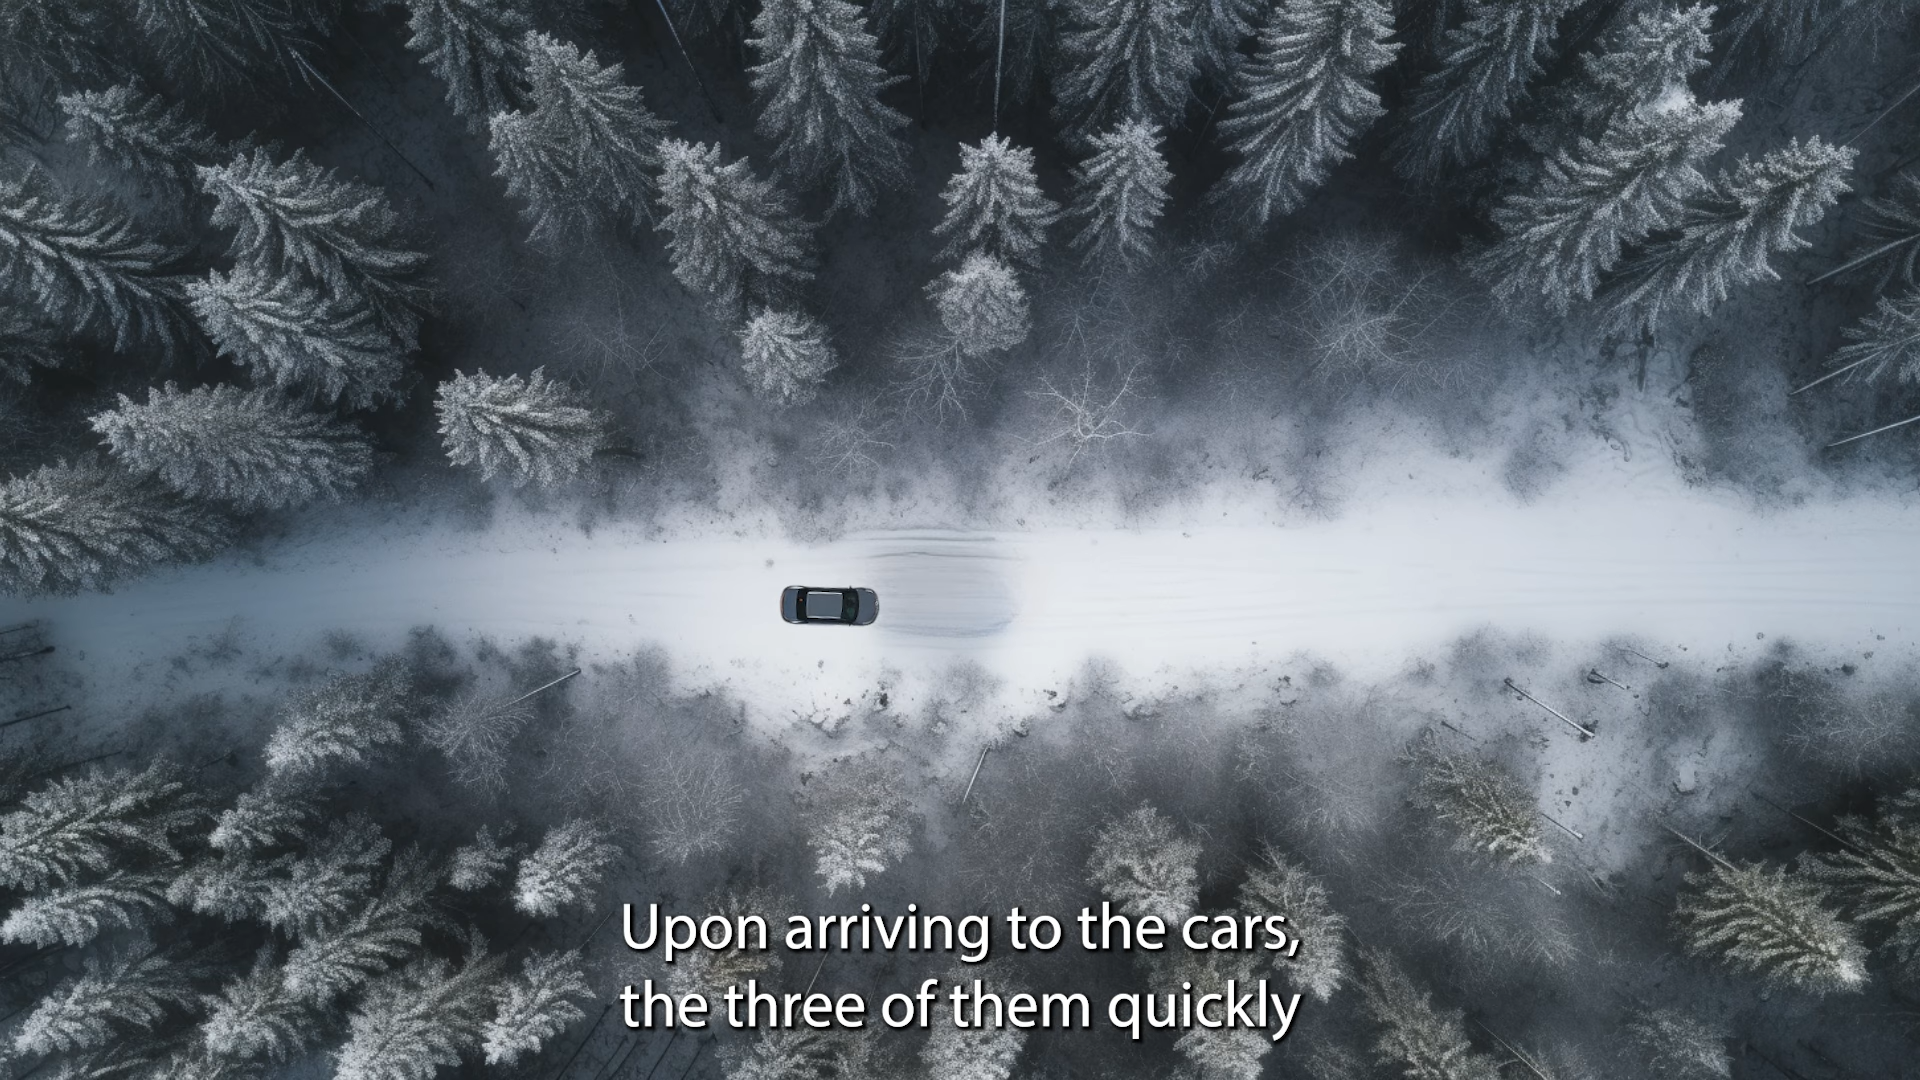 Upon arriving to the cars,
the three of them quickly